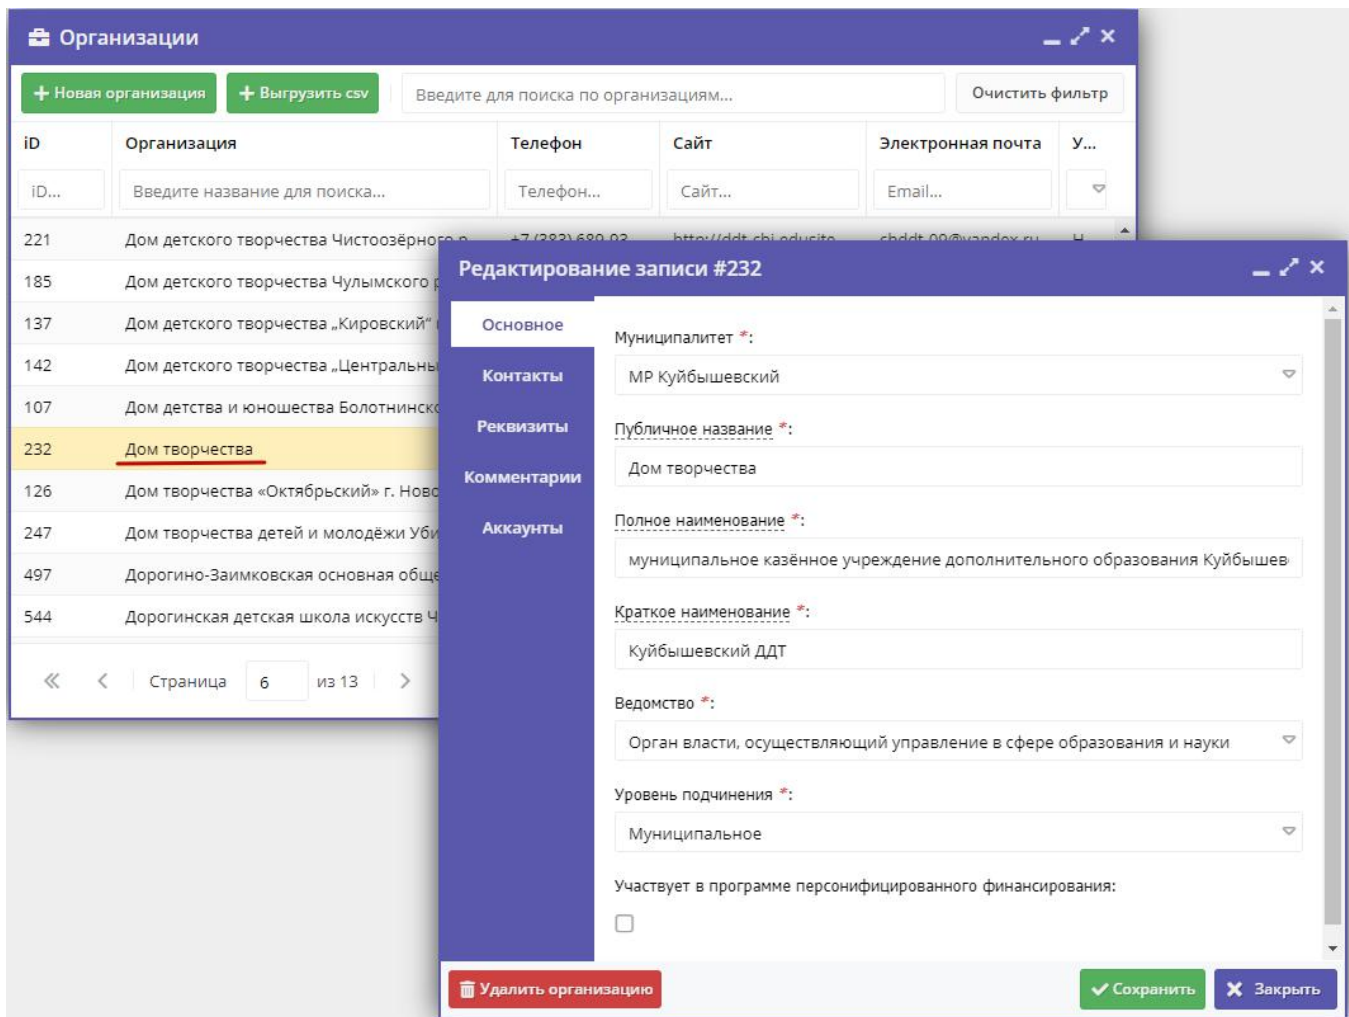 Организации
Новая организация
Выгрузить csv
Введите для поиска по организациям...
Очистить фильтр
iD Организация Телефон Сайт Электронная почта У...
iD... Введите название для поиска... Телефон... Сайт... Email...
221 Дом детского творчества Чистоозёрного р
185 Дом детского творчества Чулымского
137 Дом детского творчества „Кировский“
142 Дом детского творчества
107 Дом детства и юношества
232 Дом творчества
126 Дом творчества «Октябрьский» г.
247 Дом творчества детей и молодёжи
497 Дорогино-Заимковская основная
544 Дорогинская детская школа искусств
Страница 6 из 13
Редактирование записи #232
Основное
Контакты
Реквизиты
Комментарии
Аккаунты
Муниципалитет *:
МР Куйбышевский
Публичное название *:
Дом творчества
Полное наименование *:
муниципальное казённое учреждение дополнительного образования Куйбышев
Краткое наименование *:
Куйбышевский ДДТ
Ведомство *:
Орган власти, осуществляющий управление в сфере образования и науки
Уровень подчинения *:
Муниципальное
Участвует в программе персонифицированного финансирования:
Удалить организацию
Сохранить
Закрыть